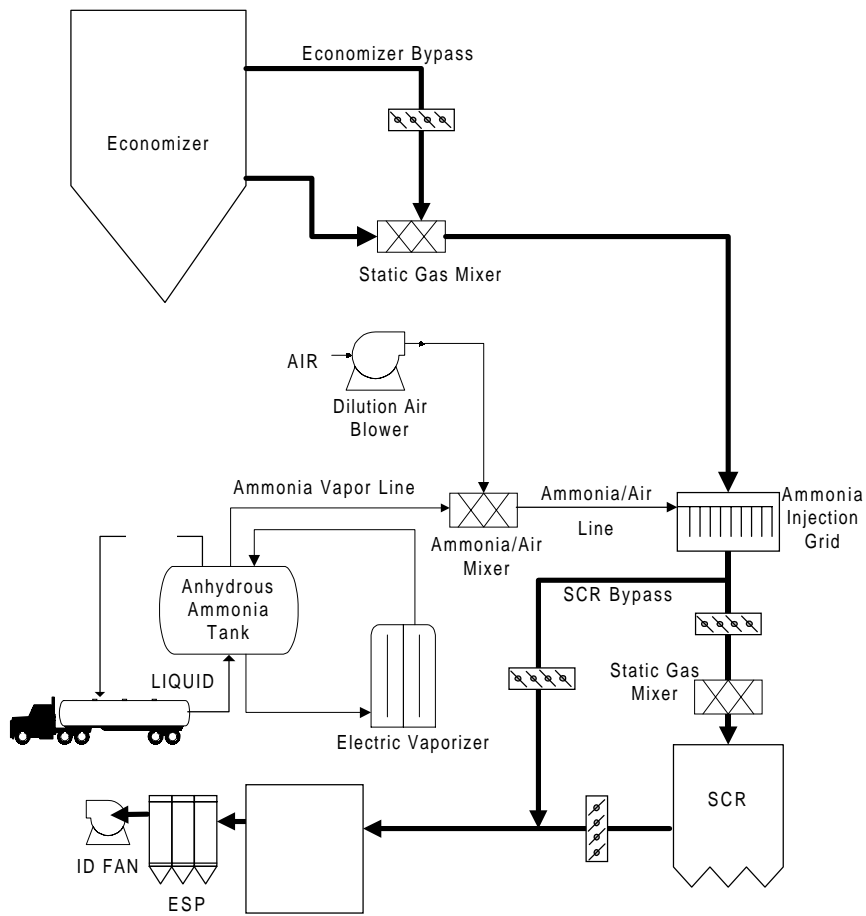 Economizer Bypass
Economizer
Static Gas Mixer
AIR
Dilution Air
Blower
Ammonia Vapor Line
Ammonia/Air
Line
Ammonia
Injection
Grid
Ammonia/Air
Mixer
Anhydrous
Ammonia
Tank
SCR Bypass
LIQUID
Static Gas
Mixer
Electric Vaporizer
SCR
ID FAN
ESP